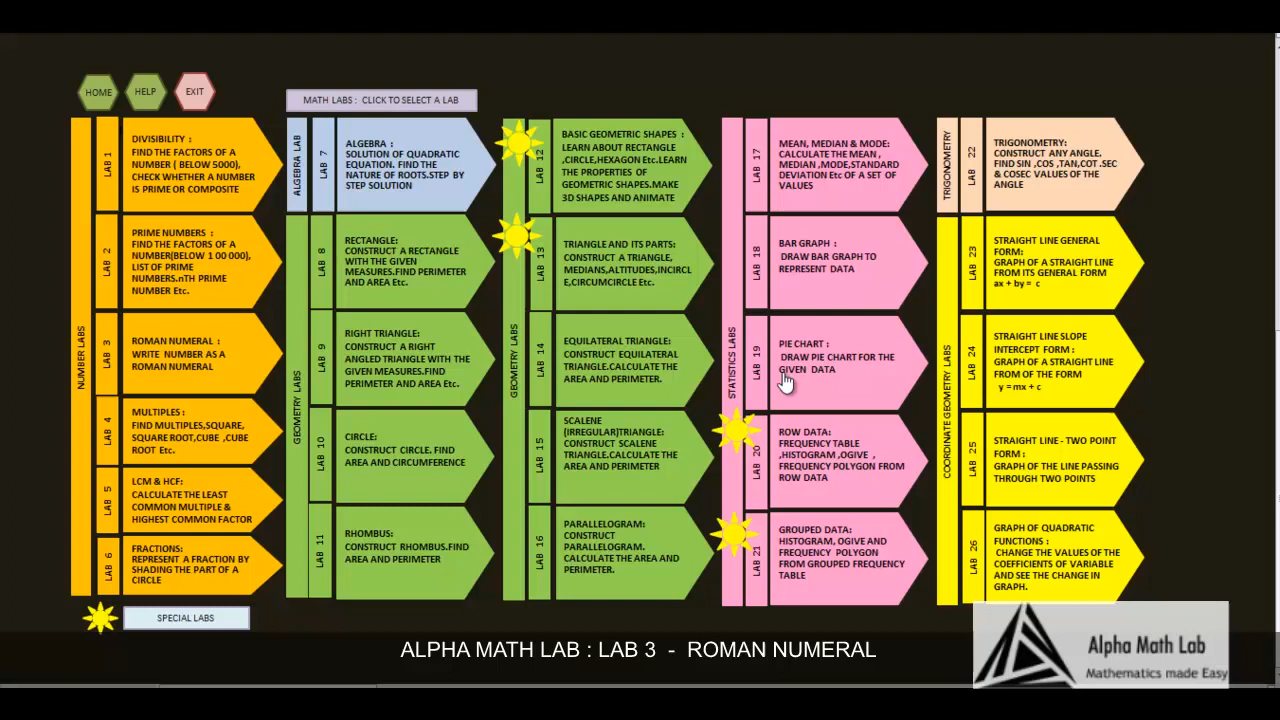 HOME
HELP
EXIT
MATH LABS : CLICK TO SELECT A LAB
NUMBER LABS
LAB 1
DIVISIBILITY :
FIND THE FACTORS OF A
NUMBER ( BELOW 5000),
CHECK WHETHER A NUMBER
IS PRIME OR COMPOSITE
LAB 2
PRIME NUMBERS :
FIND THE FACTORS OF A
NUMBER(BELOW 1 00 000),
LIST OF PRIME
NUMBERS.nTH PRIME
NUMBER Etc.
LAB 3
ROMAN NUMERAL :
WRITE NUMBER AS A
ROMAN NUMERAL
LAB 4
MULTIPLES :
FIND MULTIPLES,SQUARE,
SQUARE ROOT,CUBE ,CUBE
ROOT Etc.
LAB 5
LCM & HCF:
CALCULATE THE LEAST
COMMON MULTIPLE &
HIGHEST COMMON FACTOR
LAB 6
FRACTIONS:
REPRESENT A FRACTION BY
SHADING THE PART OF A
CIRCLE
SPECIAL LABS
ALGEBRA LAB
LAB 7
ALGEBRA :
SOLUTION OF QUADRATIC
EQUATION. FIND THE
NATURE OF ROOTS.STEP BY
STEP SOLUTION
GEOMETRY LABS
LAB 8
RECTANGLE:
CONSTRUCT A RECTANGLE
WITH THE GIVEN
MEASURES.FIND PERIMETER
AND AREA Etc.
LAB 9
RIGHT TRIANGLE:
CONSTRUCT A RIGHT
ANGLED TRIANGLE WITH THE
GIVEN MEASURES.FIND
PERIMETER AND AREA Etc.
LAB 10
CIRCLE:
CONSTRUCT CIRCLE. FIND
AREA AND CIRCUMFERENCE
LAB 11
RHOMBUS:
CONSTRUCT RHOMBUS.FIND
AREA AND PERIMETER
GEOMETRY LABS
LAB 12
BASIC GEOMETRIC SHAPES :
LEARN ABOUT RECTANGLE
,CIRCLE,HEXAGON Etc.LEARN
THE PROPERTIES OF
GEOMETRIC SHAPES.MAKE
3D SHAPES AND ANIMATE
LAB 13
TRIANGLE AND ITS PARTS:
CONSTRUCT A TRIANGLE,
MEDIANS,ALTITUDES,INCIRCL
E,CIRCUMCIRCLE Etc.
LAB 14
EQUILATERAL TRIANGLE:
CONSTRUCT EQUILATERAL
TRIANGLE.CALCULATE THE
AREA AND PERIMETER.
LAB 15
SCALENE
(IRREGULAR)TRIANGLE:
CONSTRUCT SCALENE
TRIANGLE.CALCULATE THE
AREA AND PERIMETER
LAB 16
PARALLELOGRAM:
CONSTRUCT
PARALLELOGRAM.
CALCULATE THE AREA AND
PERIMETER.
STATISTICS LABS
LAB 17
MEAN, MEDIAN & MODE:
CALCULATE THE MEAN ,
MEDIAN ,MODE,STANDARD
DEVIATION Etc OF A SET OF
VALUES
LAB 18
BAR GRAPH :
DRAW BAR GRAPH TO
REPRESENT DATA
LAB 19
PIE CHART :
DRAW PIE CHART FOR THE
GIVEN DATA
LAB 20
ROW DATA:
FREQUENCY TABLE
,HISTOGRAM ,OGIVE ,
FREQUENCY POLYGON FROM
ROW DATA
LAB 21
GROUPED DATA:
HISTOGRAM, OGIVE AND
FREQUENCY POLYGON
FROM GROUPED FREQUENCY
TABLE
TRIGONOMETRY
LAB 22
TRIGONOMETRY:
CONSTRUCT ANY ANGLE.
FIND SIN ,COS ,TAN,COT .SEC
& COSEC VALUES OF THE
ANGLE
COORDINATE GEOMETRY LABS
LAB 23
STRAIGHT LINE GENERAL
FORM:
GRAPH OF A STRAIGHT LINE
FROM ITS GENERAL FORM
ax + by = c
LAB 24
STRAIGHT LINE SLOPE
INTERCEPT FORM :
GRAPH OF A STRAIGHT LINE
FROM OF THE FORM
y = mx + c
LAB 25
STRAIGHT LINE - TWO POINT
FORM :
GRAPH OF THE LINE PASSING
THROUGH TWO POINTS
LAB 26
GRAPH OF QUADRATIC
FUNCTIONS :
CHANGE THE VALUES OF THE
COEFFICIENTS OF VARIABLE
AND SEE THE CHANGE IN
GRAPH.
ALPHA MATH LAB : LAB 3 - ROMAN NUMERAL
Alpha Math Lab
Mathematics made Easy